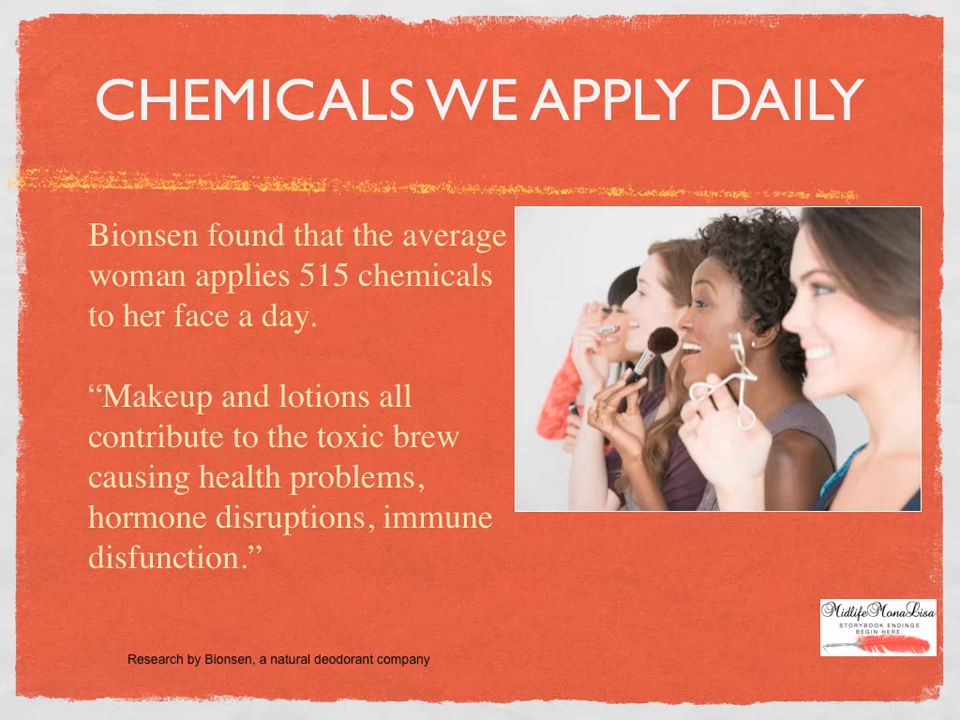 CHEMICALS WE APPLY DAILY
Bionsen found that the average
woman applies 515 chemicals
to her face a day.
“Makeup and lotions all
contribute to the toxic brew
causing health problems,
hormone disruptions, immune
disfunction.”
MidlifeMonaLisa
STORYBOOK ENDINGS
BEGIN HERE.
Research by Bionsen, a natural deodorant company